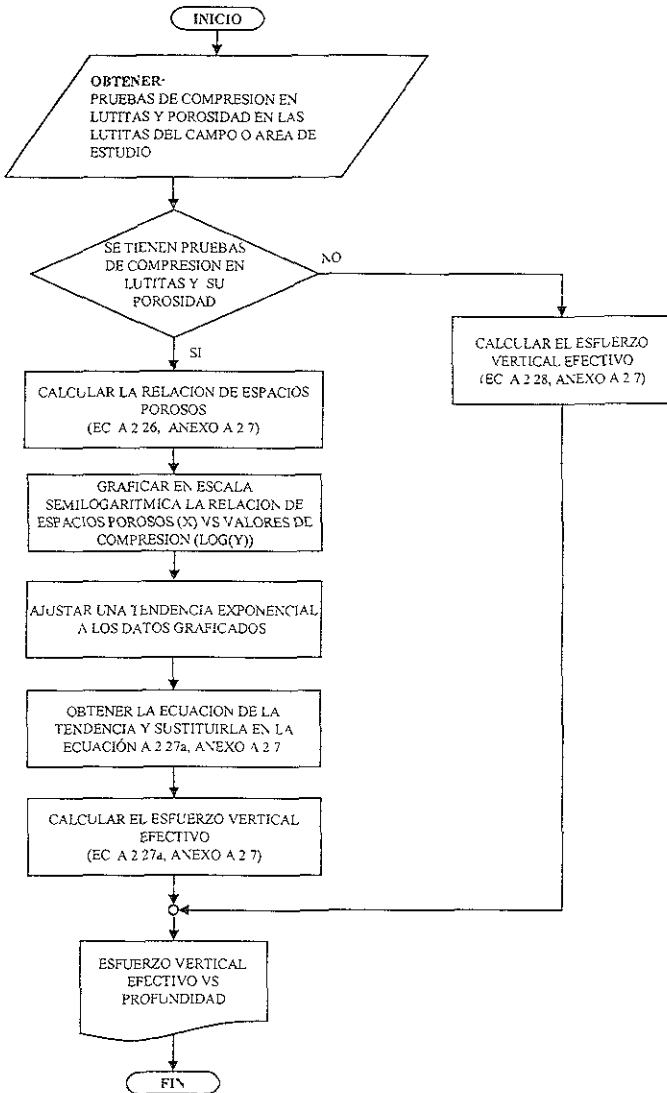 INICIO
OBTENER-
PRUEBAS DE COMPRESION EN
LUTITAS Y POROSIDAD EN LAS
LUTITAS DEL CAMPO O AREA DE
ESTUDIO
SE TIENEN PRUEBAS
DE COMPRESION EN
LUTITAS Y SU
POROSIDAD
NO
SI
CALCULAR EL ESFUERZO
VERTICAL EFECTIVO
(EC A 2 28, ANEXO A 2 7)
CALCULAR LA RELACION DE ESPACIOS
POROSOS
(EC A 2 26, ANEXO A 2 7)
GRAFICAR EN ESCALA
SEMILOGARITMICA LA RELACION DE
ESPACIOS POROSOS (X) VS VALORES DE
COMPRESION (LOG(Y))
AJUSTAR UNA TENDENCIA EXPONENCIAL
A LOS DATOS GRAFICADOS
OBTENER LA ECUACION DE LA
TENDENCIA Y SUSTITUIRLA EN LA
ECUACIÓN A 2 27a, ANEXO A 2 7
CALCULAR EL ESFUERZO VERTICAL
EFECTIVO
(EC A 2 27a, ANEXO A 2 7)
ESFUERZO VERTICAL
EFECTIVO VS
PROFUNDIDAD
FIN